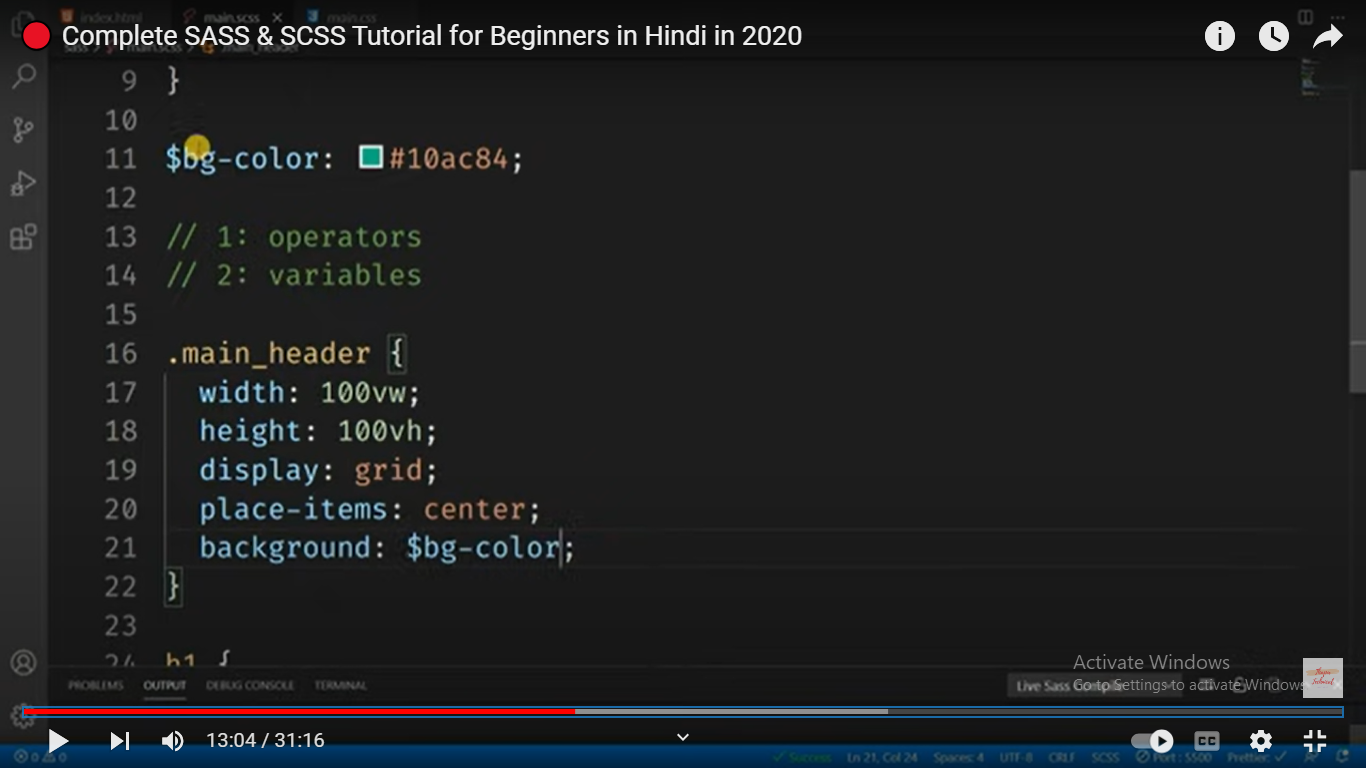 index.html main.scss main.css
Complete SASS & SCSS Tutorial for Beginners in Hindi in 2020
9 }
10
11 $bg-color: #10ac84;
12
13 // 1: operators
14 // 2: variables
15
16 .main_header {
17 width: 100vw;
18 height: 100vh;
19 display: grid;
20 place-items: center;
21 background: $bg-color;
22 }
23
24 h1 {
Activate Windows
PROBLEMS OUTPUT DEBUG CONSOLE TERMINAL
Live Sass
Go to Settings to activate Windows.
13:04 / 31:16
CC
0 0 Success Ln 21, Col 24 Spaces: 4 UTF-8 CRLF SCSS Port : 5500 Prettier